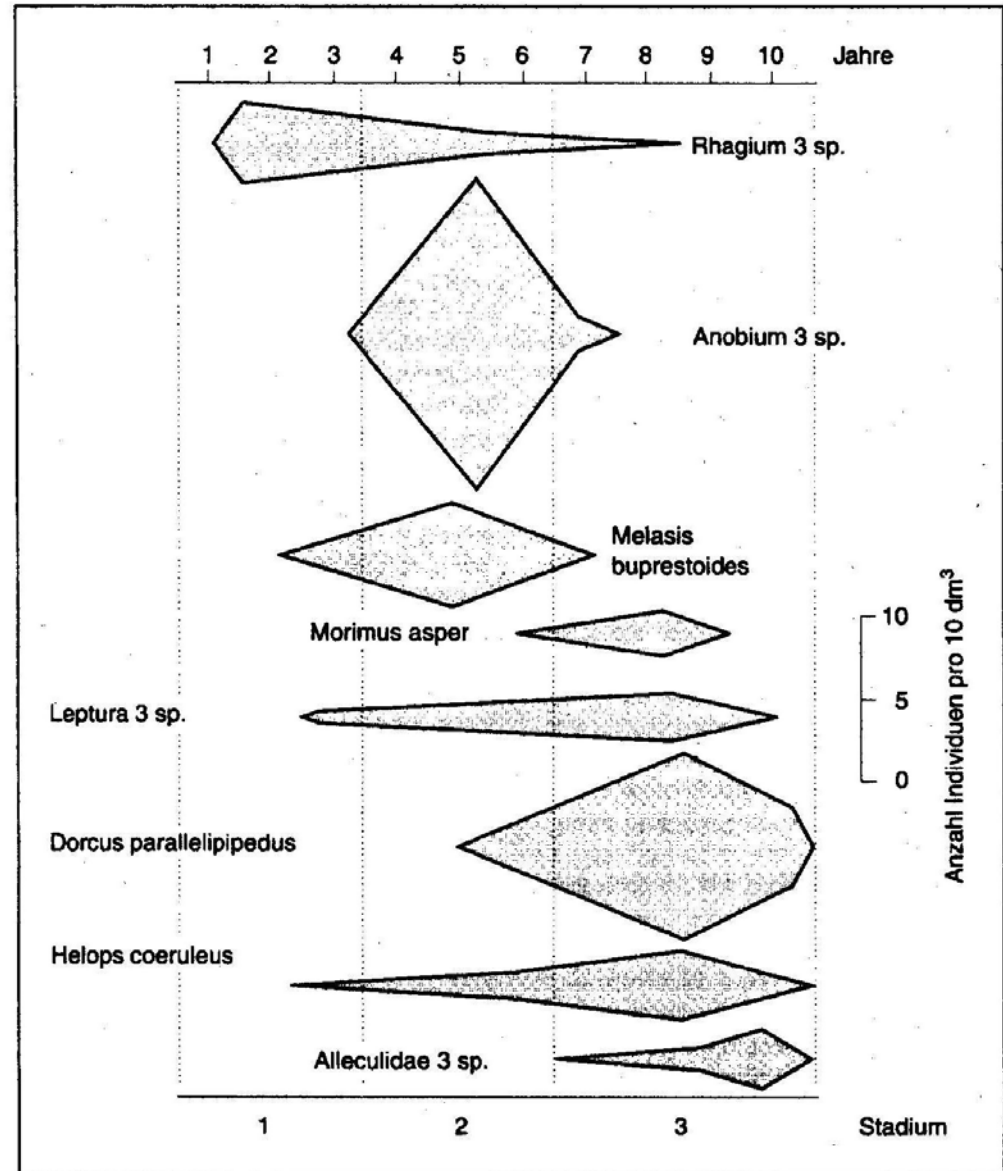 1 2 3 4 5 6 7 8 9 10 Jahre
Rhagium 3 sp.
Anobium 3 sp.
Melasis
buprestoides
Morimus asper
Leptura 3 sp.
Dorcus parallelipipedus
Helops coeruleus
Alleculidae 3 sp.
10
5
0
Anzahl Individuen pro 10 dm³
1 2 3 Stadium